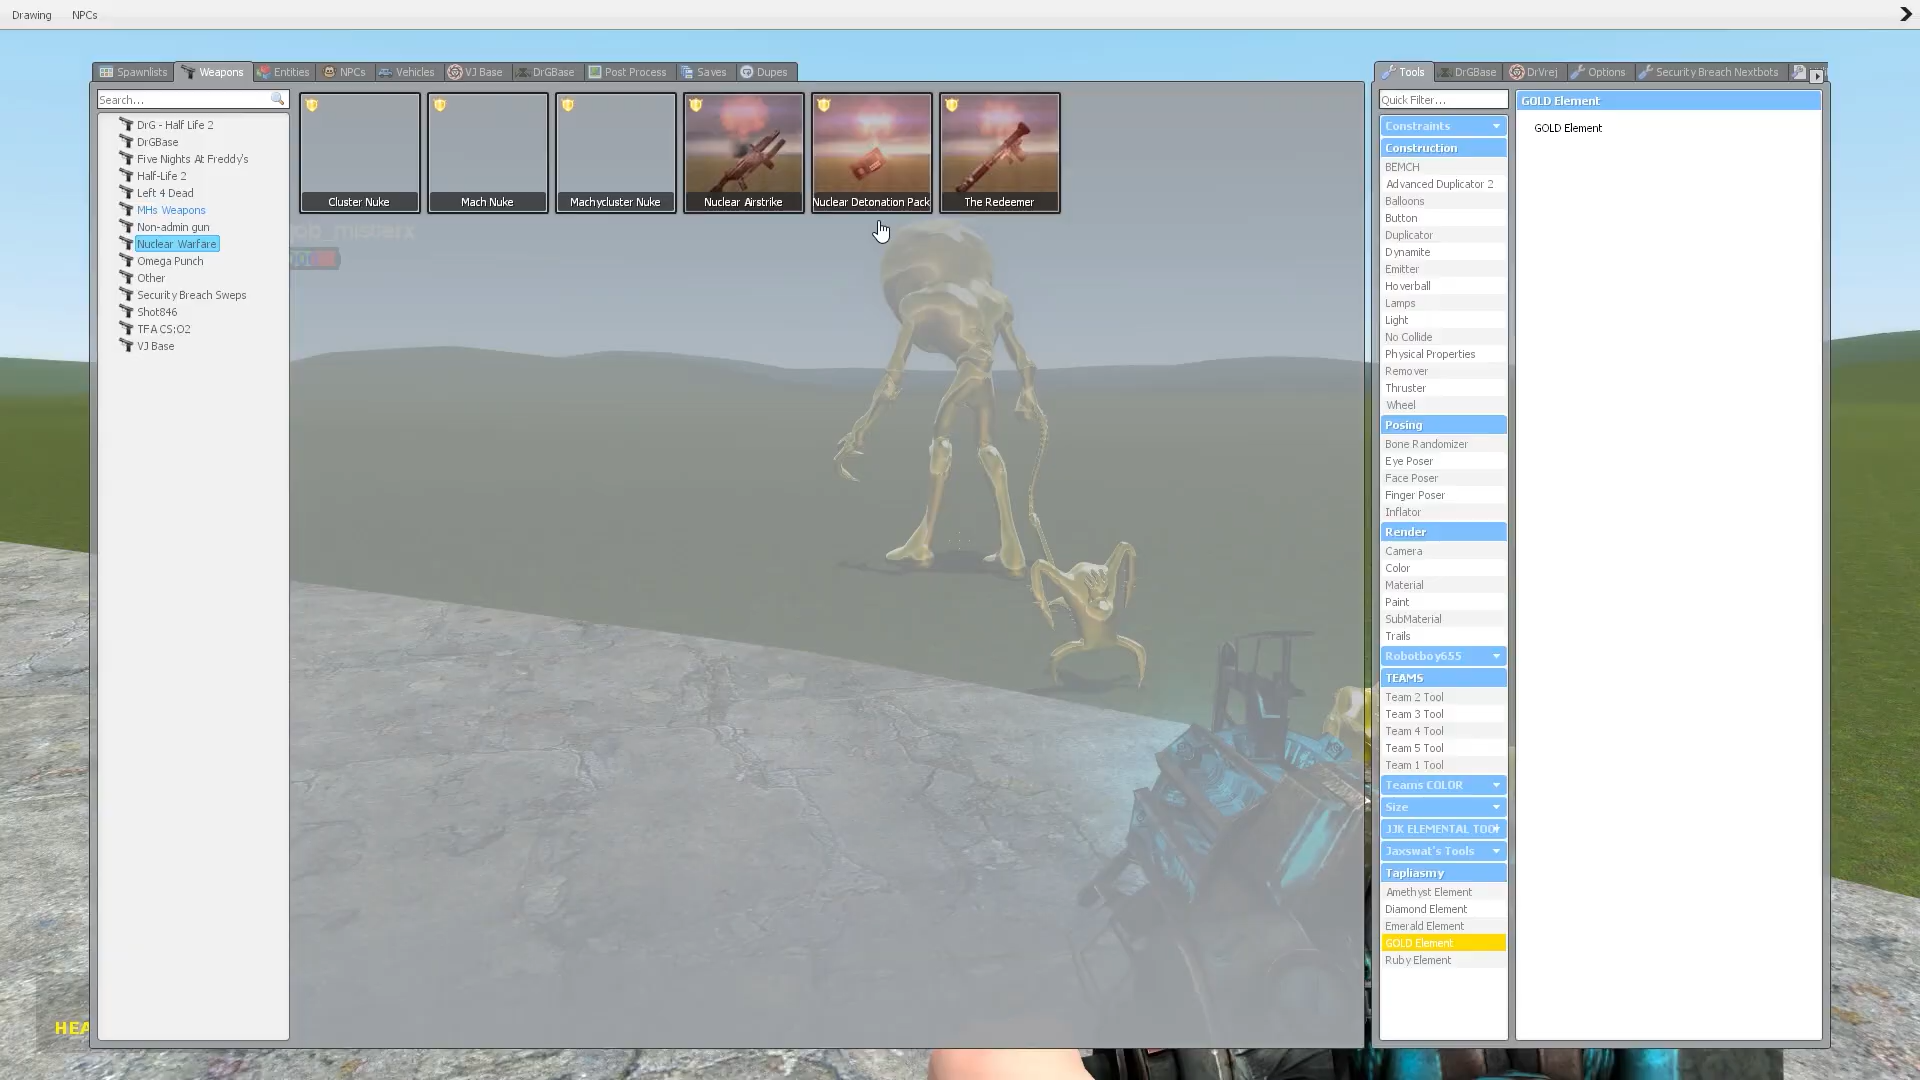 Drawing NPCs
Spawnlists Weapons Entities NPCs Vehicles VJ Base DrGBase Post Process Saves Dupes
Search...
DrG - Half Life 2
DrGBase
Five Nights At Freddy's
Half-Life 2
Left 4 Dead
MHs Weapons
Non-admin gun
Nuclear Warfare
Omega Punch
Other
Security Breach Sweps
Shot846
TFA CS:O2
VJ Base
Cluster Nuke
Mach Nuke
Machycluster Nuke
Nuclear Airstrike
Nuclear Detonation Pack
The Redeemer
HEA
Tools DrGBase DrVrej Options Security Breach Nextbots
Quick Filter...
Constraints
Construction
BEMCH
Advanced Duplicator 2
Balloons
Button
Duplicator
Dynamite
Emitter
Hoverball
Lamps
Light
No Collide
Physical Properties
Remover
Thruster
Wheel
Posing
Bone Randomizer
Eye Poser
Face Poser
Finger Poser
Inflator
Render
Camera
Color
Material
Paint
SubMaterial
Trails
Robotboy655
TEAMS
Team 2 Tool
Team 3 Tool
Team 4 Tool
Team 5 Tool
Team 1 Tool
Teams COLOR
Size
JJK ELEMENTAL TOO
Jaxswat's Tools
Tapliasmy
Amethyst Element
Diamond Element
Emerald Element
GOLD Element
Ruby Element
GOLD Element
GOLD Element